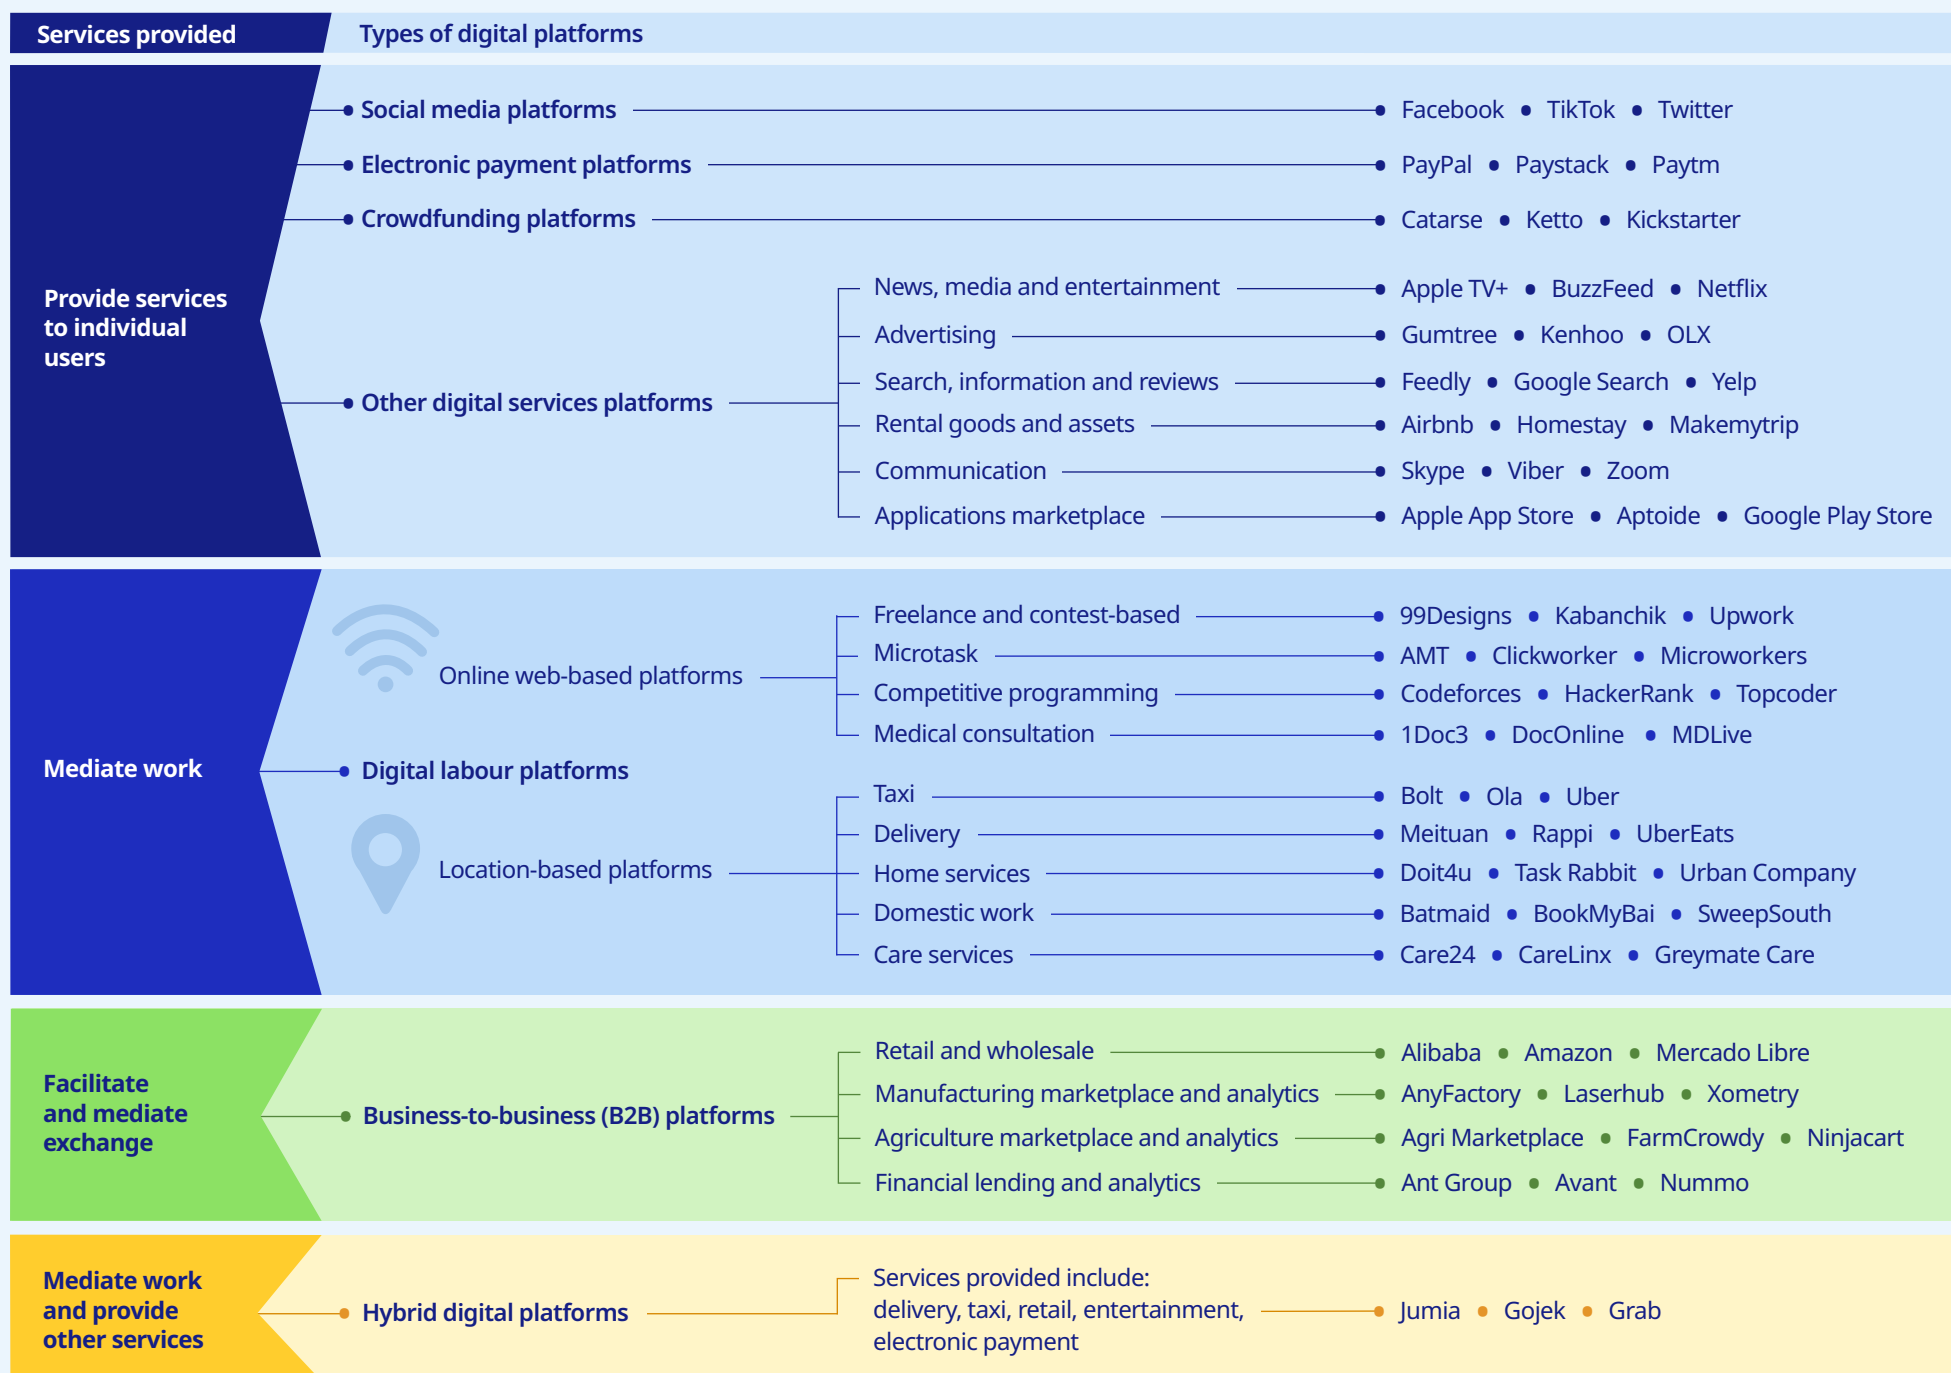 Services provided
Types of digital platforms
Provide services
to individual
users
Social media platforms
Facebook • TikTok • Twitter
Electronic payment platforms
PayPal • Paystack • Paytm
Crowdfunding platforms
Catarse • Ketto • Kickstarter
Other digital services platforms
News, media and entertainment
Apple TV+ • BuzzFeed • Netflix
Advertising
Gumtree • Kenhoo • OLX
Search, information and reviews
Feedly • Google Search • Yelp
Rental goods and assets
Airbnb • Homestay • Makemytrip
Communication
Skype • Viber • Zoom
Applications marketplace
Apple App Store • Aptoide • Google Play Store
Mediate work
Digital labour platforms
Online web-based platforms
Freelance and contest-based
99Designs • Kabanchik • Upwork
Microtask
AMT • Clickworker • Microworkers
Competitive programming
Codeforces • HackerRank • Topcoder
Medical consultation
1Doc3 • DocOnline • MDLive
Location-based platforms
Taxi
Bolt • Ola • Uber
Delivery
Meituan • Rappi • UberEats
Home services
Doit4u • Task Rabbit • Urban Company
Domestic work
Batmaid • BookMyBai • SweepSouth
Care services
Care24 • CareLinx • Greymate Care
Facilitate
and mediate
exchange
Business-to-business (B2B) platforms
Retail and wholesale
Alibaba • Amazon • Mercado Libre
Manufacturing marketplace and analytics
AnyFactory • Laserhub • Xometry
Agriculture marketplace and analytics
Agri Marketplace • FarmCrowdy • Ninjacart
Financial lending and analytics
Ant Group • Avant • Nummo
Mediate work
and provide
other services
Hybrid digital platforms
Services provided include:
delivery, taxi, retail, entertainment,
electronic payment
Jumia • Gojek • Grab